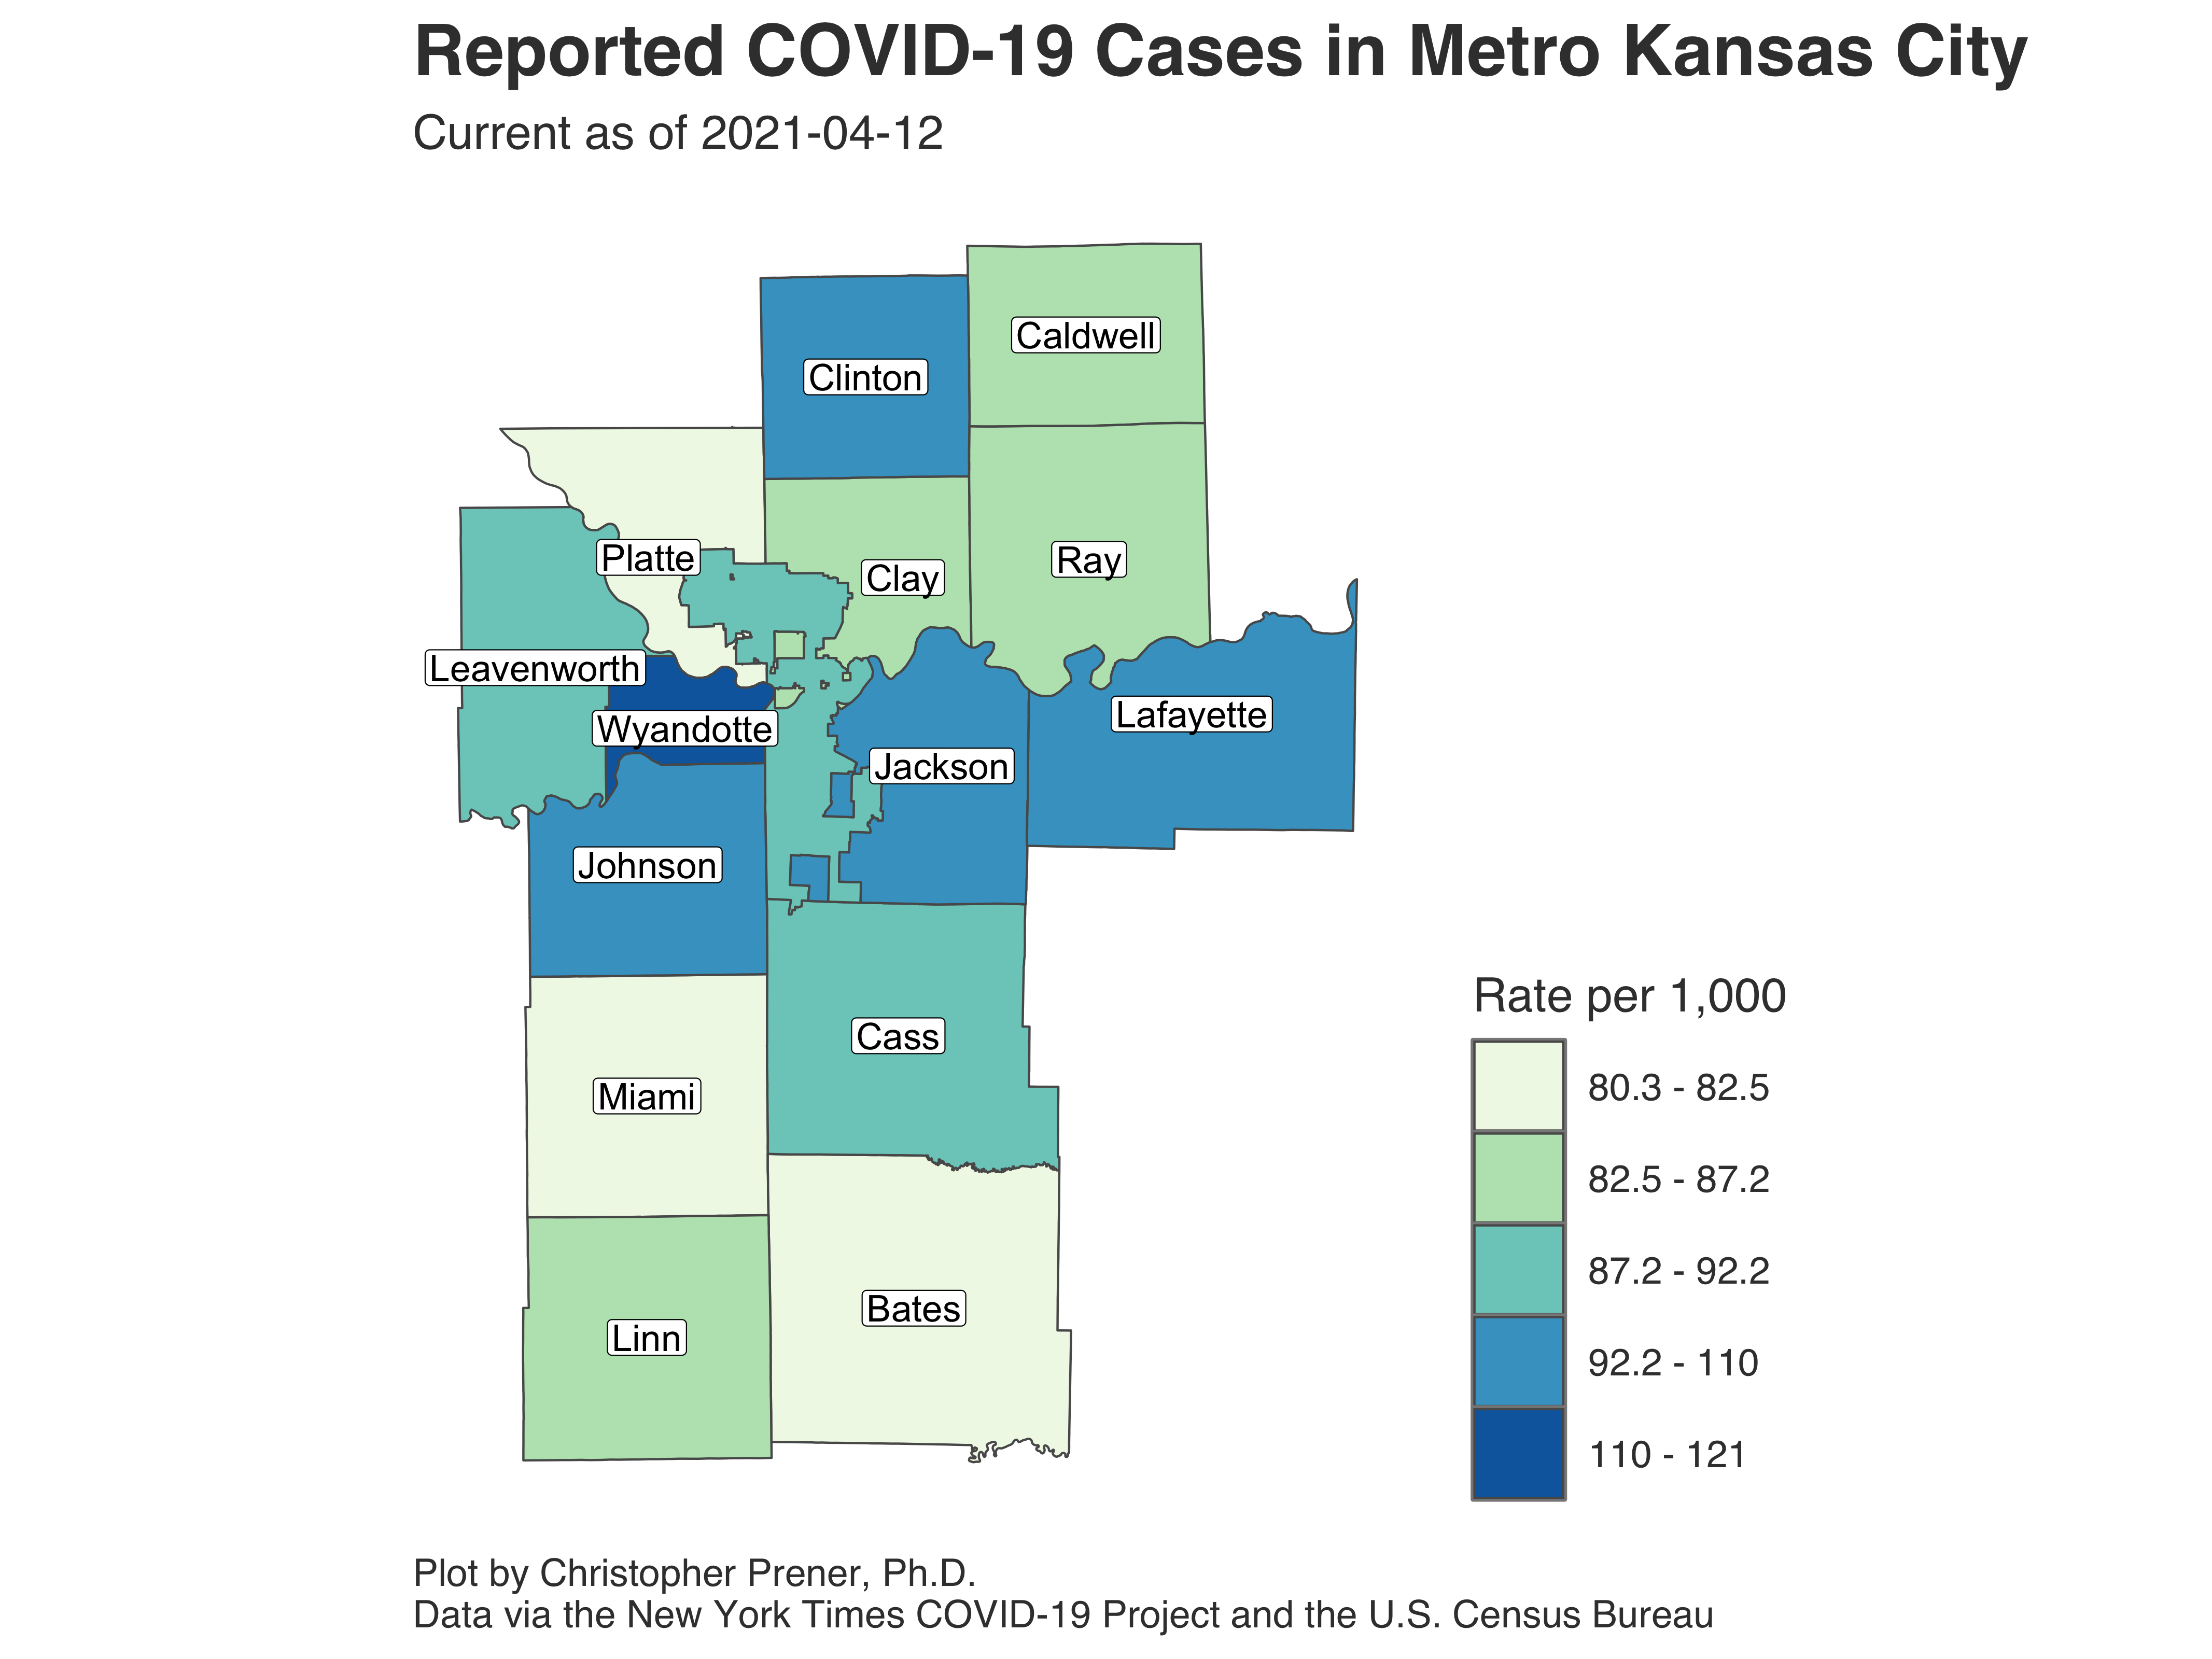 Reported COVID-19 Cases in Metro Kansas City
Current as of 2021-04-12
Caldwell
Clinton
Platte
Clay
Ray
Leavenworth
Wyandotte
Lafayette
Jackson
Johnson
Cass
Miami
Bates
Linn
Rate per 1,000
80.3 - 82.5
82.5 - 87.2
87.2 - 92.2
92.2 - 110
110 - 121
Plot by Christopher Prener, Ph.D.
Data via the New York Times COVID-19 Project and the U.S. Census Bureau